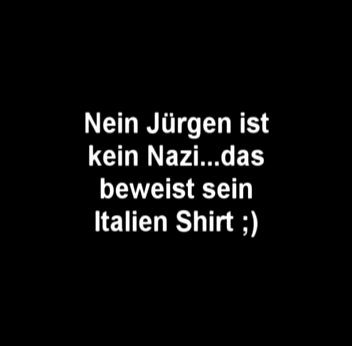 Nein Jürgen ist
kein Nazi...das
beweist sein
Italien Shirt ;)